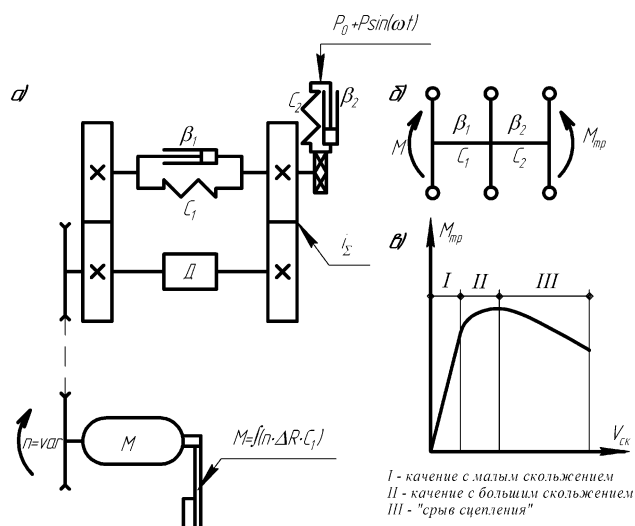 P₀+Psin(ωt)
а)
C₂
β₂
β₁
C₁
i_Σ
Д
n=var
M
M=∫(n·ΔR·C₁)
б)
β₁ β₂
M
C₁ C₂
Mтр
в)
Mтр
I II III
Vск
I - качение с малым скольжением
II - качение с большим скольжением
III - "срыв сцепления"